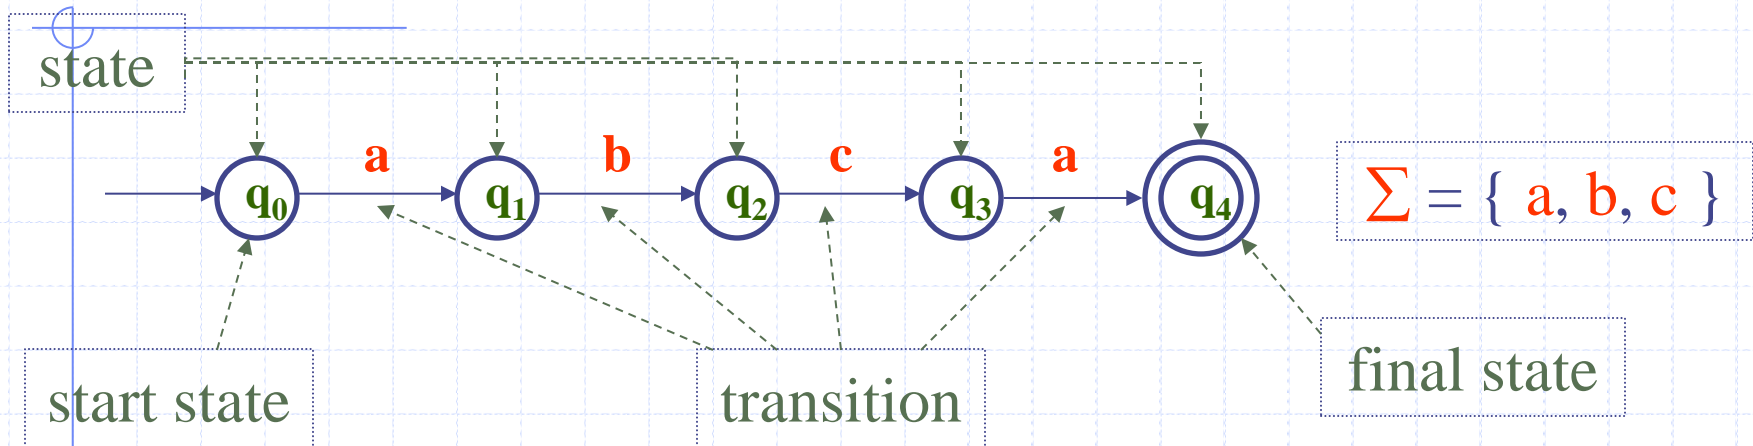 state
a b c a
q₀ q₁ q₂ q₃ q₄ Σ = { a, b, c }
start state transition final state